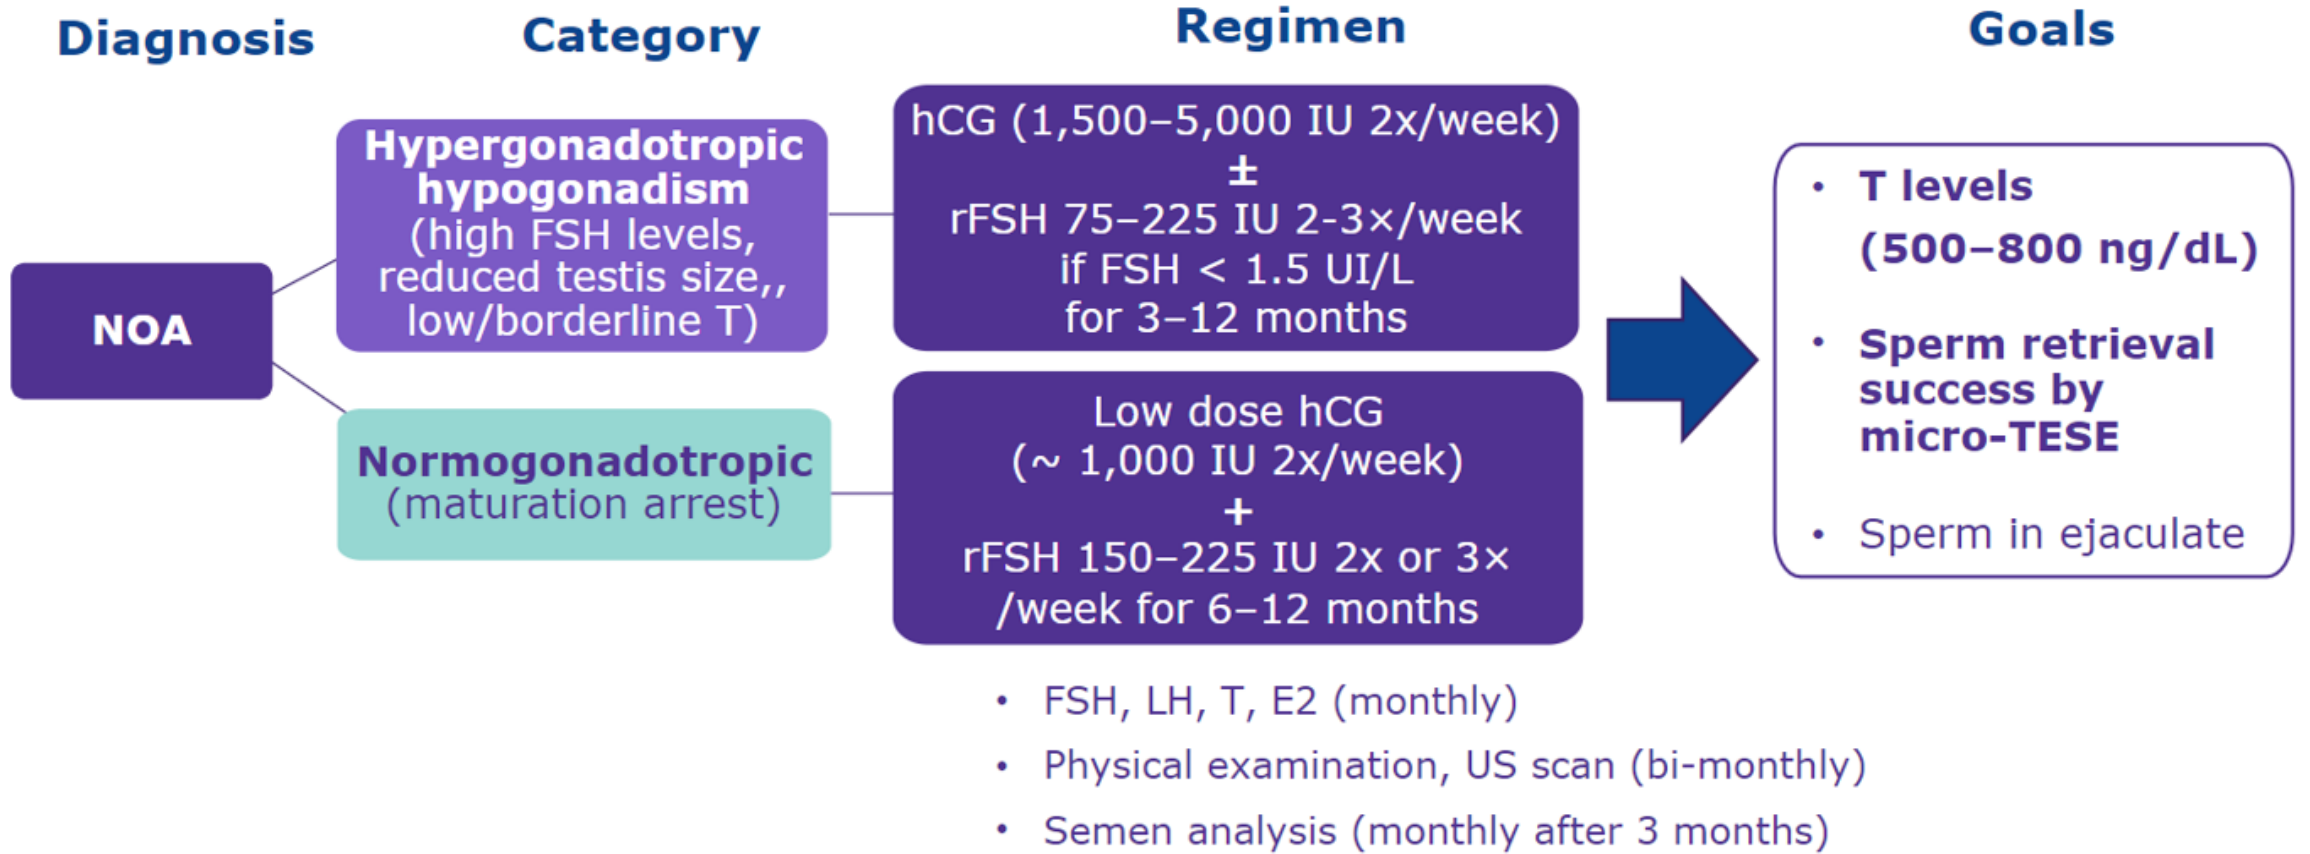 Diagnosis
Category
Regimen
Goals
NOA
Hypergonadotropic
hypogonadism
(high FSH levels,
reduced testis size,,
low/borderline T)
Normogonadotropic
(maturation arrest)
hCG (1,500–5,000 IU 2x/week)
±
rFSH 75–225 IU 2-3×/week
if FSH < 1.5 UI/L
for 3–12 months
Low dose hCG
(~ 1,000 IU 2x/week)
+
rFSH 150–225 IU 2x or 3×
/week for 6–12 months
• FSH, LH, T, E2 (monthly)
• Physical examination, US scan (bi-monthly)
• Semen analysis (monthly after 3 months)
• T levels
(500–800 ng/dL)
• Sperm retrieval
success by
micro-TESE
• Sperm in ejaculate